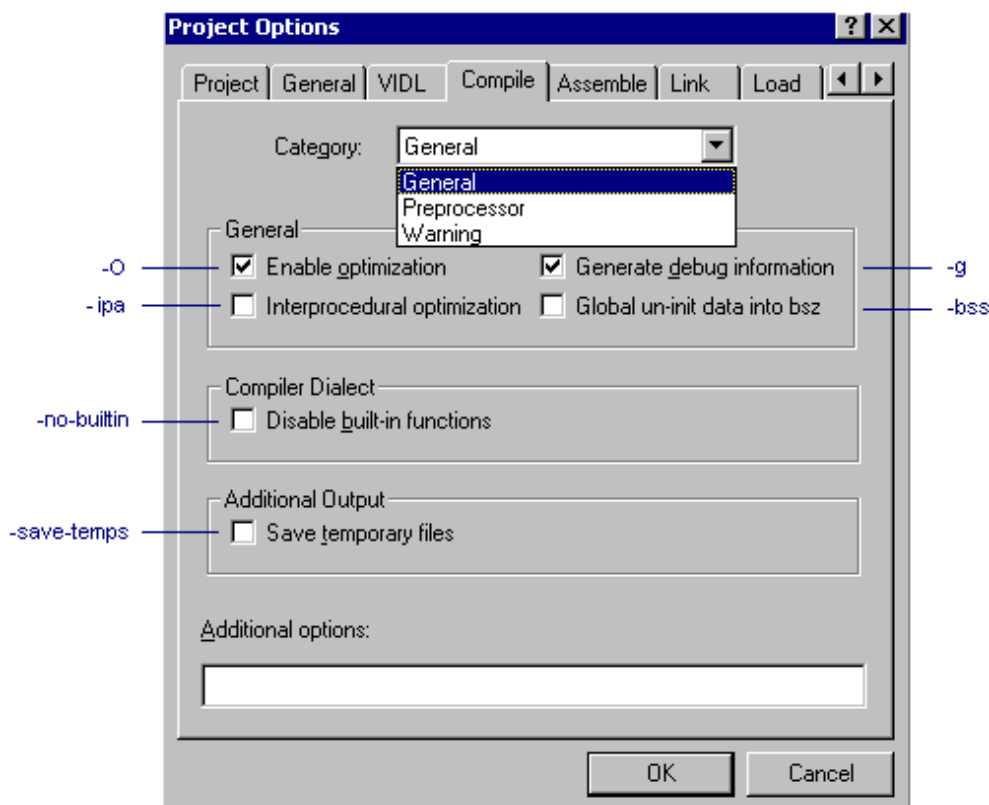 Project Options
Project General VIDL Compile Assemble Link Load
Category: General
General
Preprocessor
Warning
General
-O Enable optimization Generate debug information -g
-ipa Interprocedural optimization Global un-init data into bsz -bss
Compiler Dialect
-no-builtin Disable built-in functions
Additional Output
-save-temps Save temporary files
Additional options:
OK Cancel